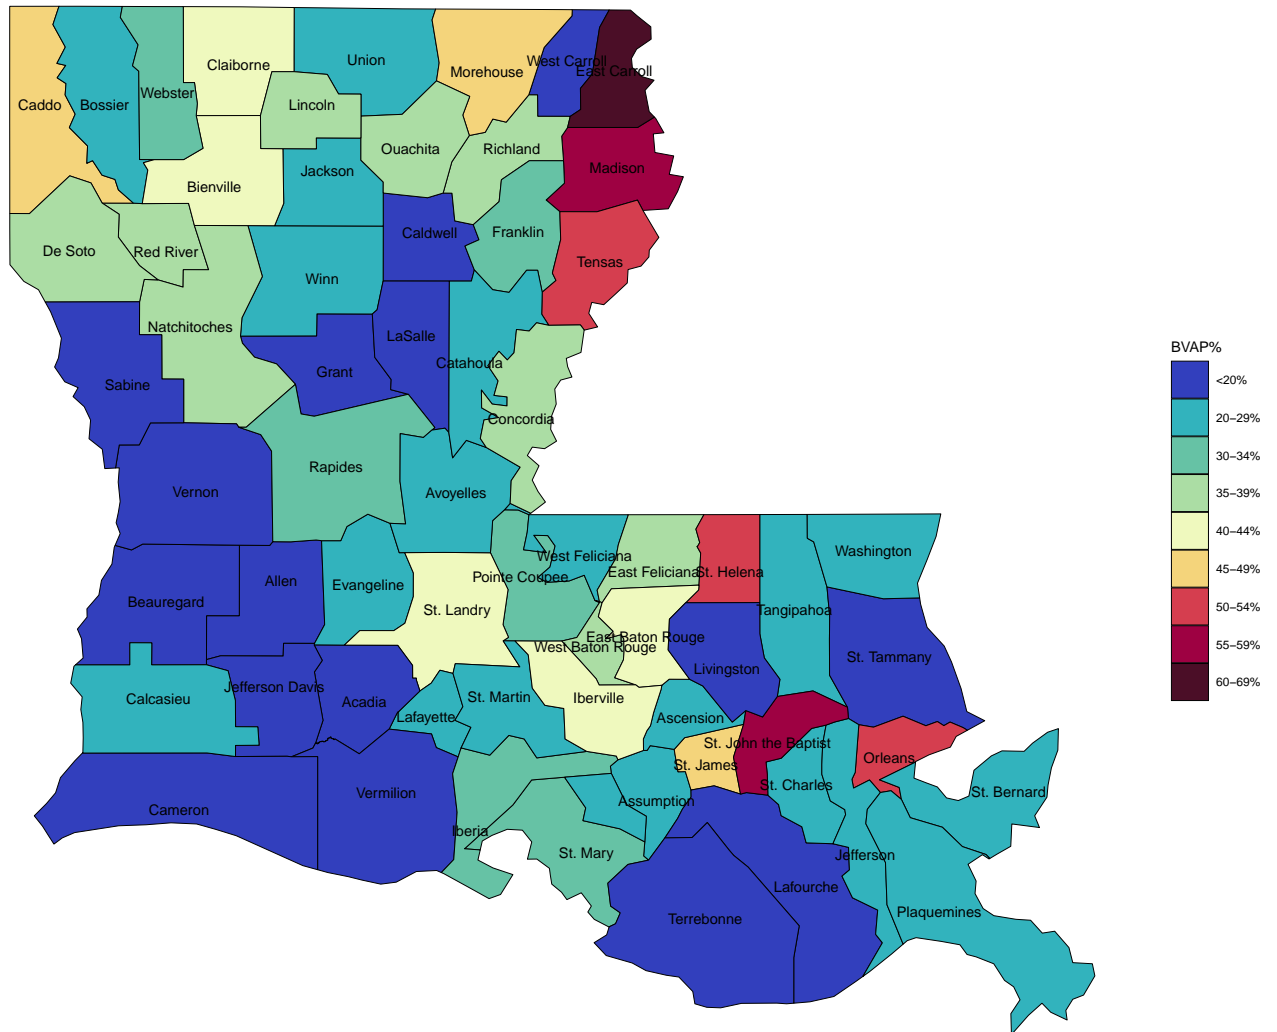 Union
West Carroll
Claiborne
East Carroll
Morehouse
Webster
Caddo
Bossier
Lincoln
Ouachita
Richland
Madison
Jackson
Bienville
Caldwell
Franklin
De Soto
Red River
Tensas
Winn
Natchitoches
LaSalle
Catahoula
Grant
Sabine
Concordia
Rapides
Vernon
Avoyelles
Washington
West Feliciana
East Feliciana
St. Helena
Pointe Coupee
Allen
Evangeline
Beauregard
St. Landry
Tangipahoa
East Baton Rouge
West Baton Rouge
St. Tammany
Livingston
Jefferson Davis
Calcasieu
Acadia
St. Martin
Iberville
Lafayette
Ascension
St. John the Baptist
Orleans
St. James
St. Charles
St. Bernard
Vermilion
Assumption
Cameron
Iberia
St. Mary
Jefferson
Lafourche
Plaquemines
Terrebonne
BVAP%
<20%
20–29%
30–34%
35–39%
40–44%
45–49%
50–54%
55–59%
60–69%